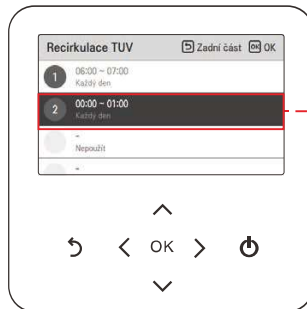 Recirkulace TUV Zadní část OK OK
1 06:00 ~ 07:00
Každý den
2 00:00 ~ 01:00
Každý den
-
Nepoužít
-
OK